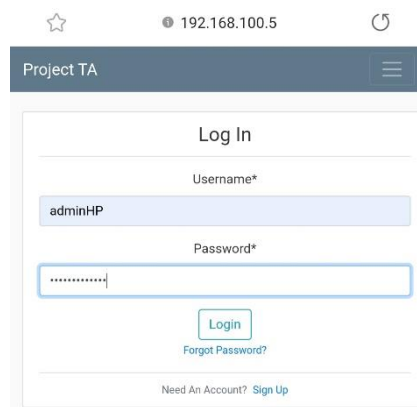 192.168.100.5
Project TA
Log In
Username*
adminHP
Password*
•••••••••••••
Login
Forgot Password?
Need An Account? Sign Up